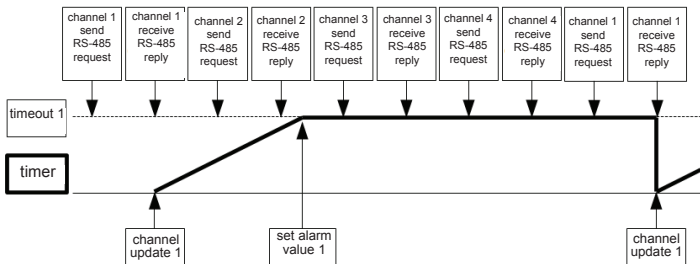 channel 1
send
RS-485
request
channel 1
receive
RS-485
reply
channel 2
send
RS-485
request
channel 2
receive
RS-485
reply
channel 3
send
RS-485
request
channel 3
receive
RS-485
reply
channel 4
send
RS-485
request
channel 4
receive
RS-485
reply
channel 1
send
RS-485
request
channel 1
receive
RS-485
reply
timeout 1
timer
channel
update 1
set alarm
value 1
channel
update 1